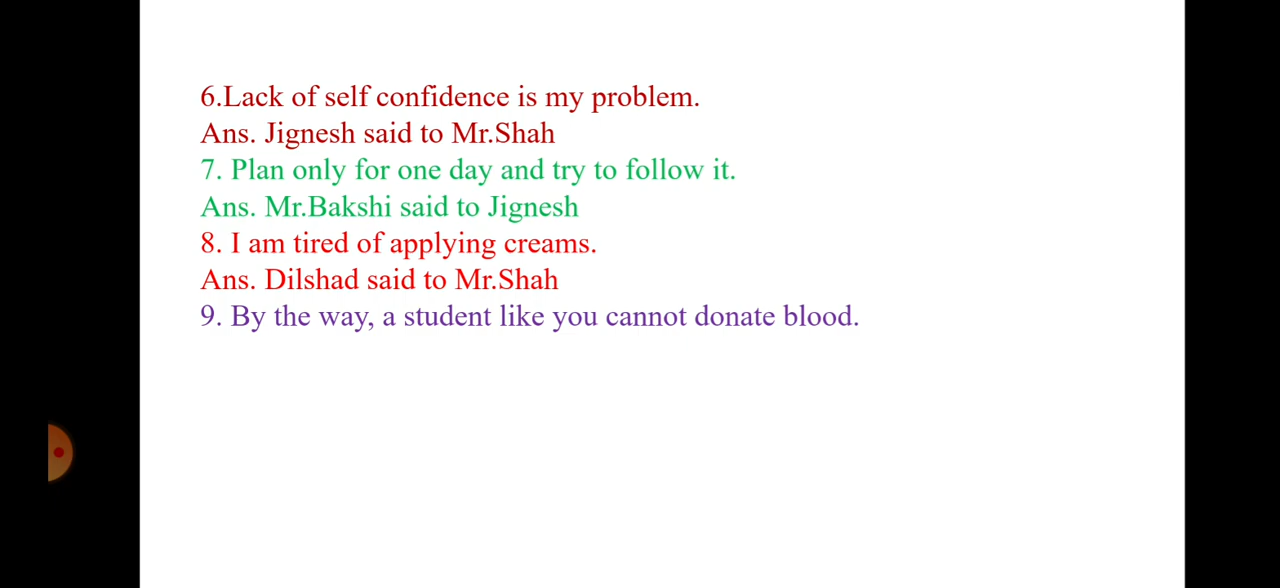 6.Lack of self confidence is my problem.
Ans. Jignesh said to Mr.Shah
7. Plan only for one day and try to follow it.
Ans. Mr.Bakshi said to Jignesh
8. I am tired of applying creams.
Ans. Dilshad said to Mr.Shah
9. By the way, a student like you cannot donate blood.